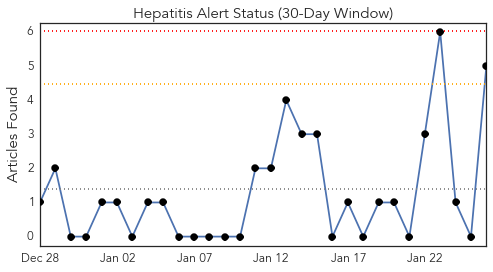 Hepatitis Alert Status (30-Day Window)
Articles Found
6
5
4
3
2
1
0
Dec 28 Jan 02 Jan 07 Jan 12 Jan 17 Jan 22